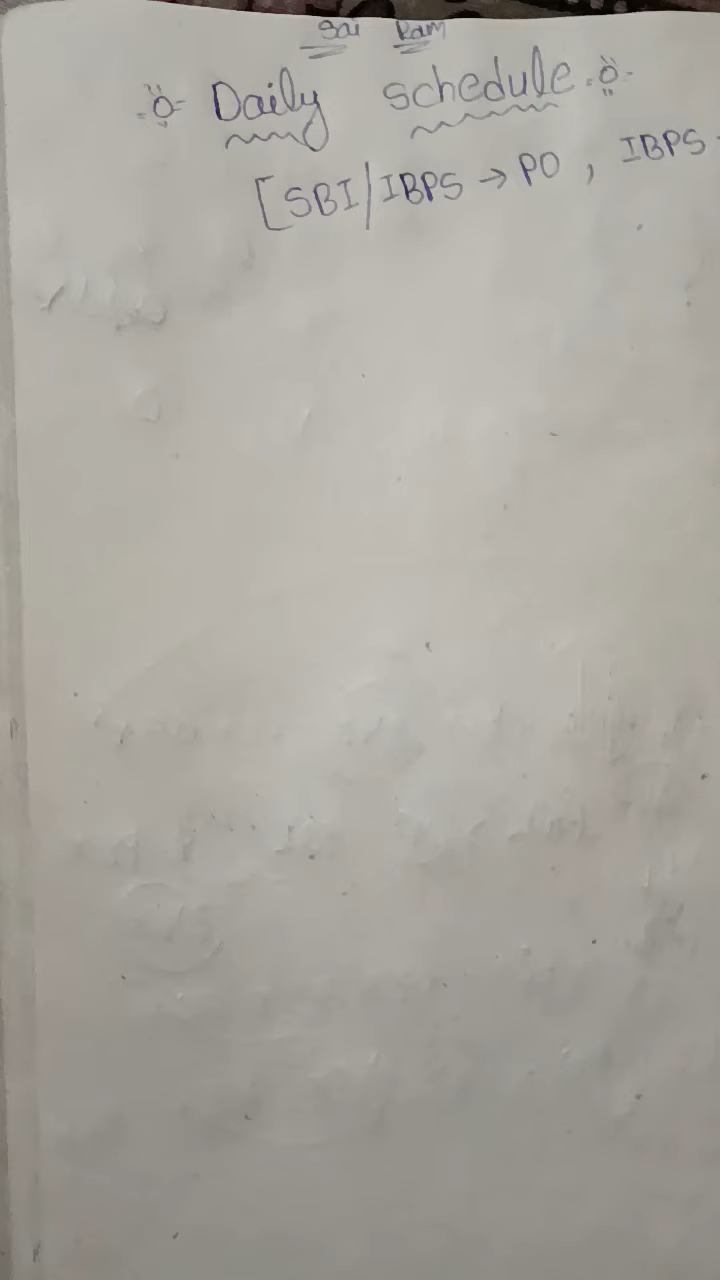 Sai Ram
Daily schedule
[SBI/IBPS → PO , IBPS